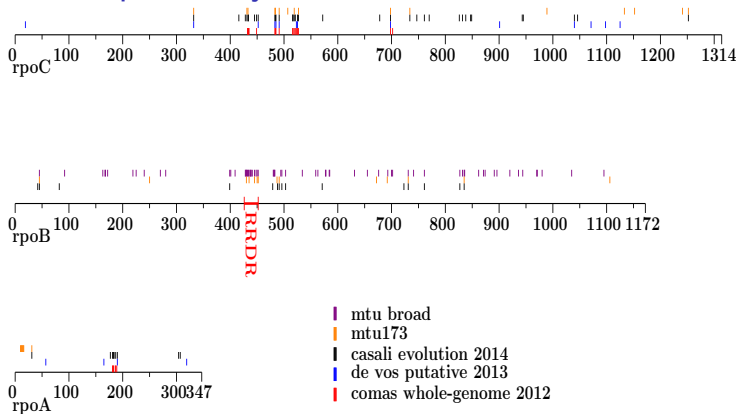 0 100 200 300 400 500 600 700 800 900 1000 1100 1200 1314
rpoC
0 100 200 300 400 500 600 700 800 900 1000 1100 1172
rpoB
RRDR
mtu broad
mtu173
casali evolution 2014
de vos putative 2013
comas whole-genome 2012
0 100 200 300 347
rpoA